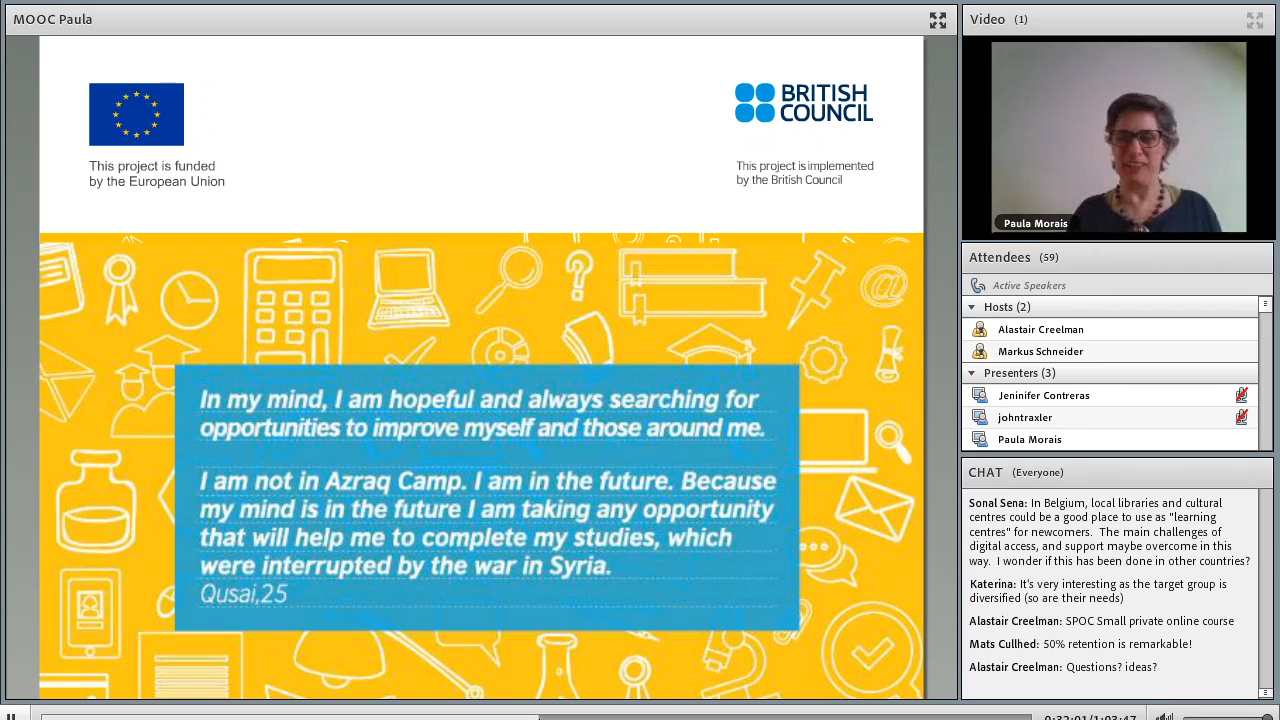 MOOC Paula
This project is funded
by the European Union
BRITISH
COUNCIL
This project is implemented
by the British Council
@
In my mind, I am hopeful and always searching for
opportunities to improve myself and those around me.
I am not in Azraq Camp. I am in the future. Because
my mind is in the future I am taking any opportunity
that will help me to complete my studies, which
were interrupted by the war in Syria.
Qusai,25
Video (1)
Paula Morais
Attendees (59)
Active Speakers
Hosts (2)
Alastair Creelman
Markus Schneider
Presenters (3)
Jeninifer Contreras
johntraxler
Paula Morais
CHAT (Everyone)
Sonal Sena: In Belgium, local libraries and cultural
centres could be a good place to use as "learning
centres" for newcomers. The main challenges of
digital access, and support maybe overcome in this
way. I wonder if this has been done in other countries?
Katerina: It's very interesting as the target group is
diversified (so are their needs)
Alastair Creelman: SPOC Small private online course
Mats Cullhed: 50% retention is remarkable!
Alastair Creelman: Questions? ideas?
0:32:01/1:03:47